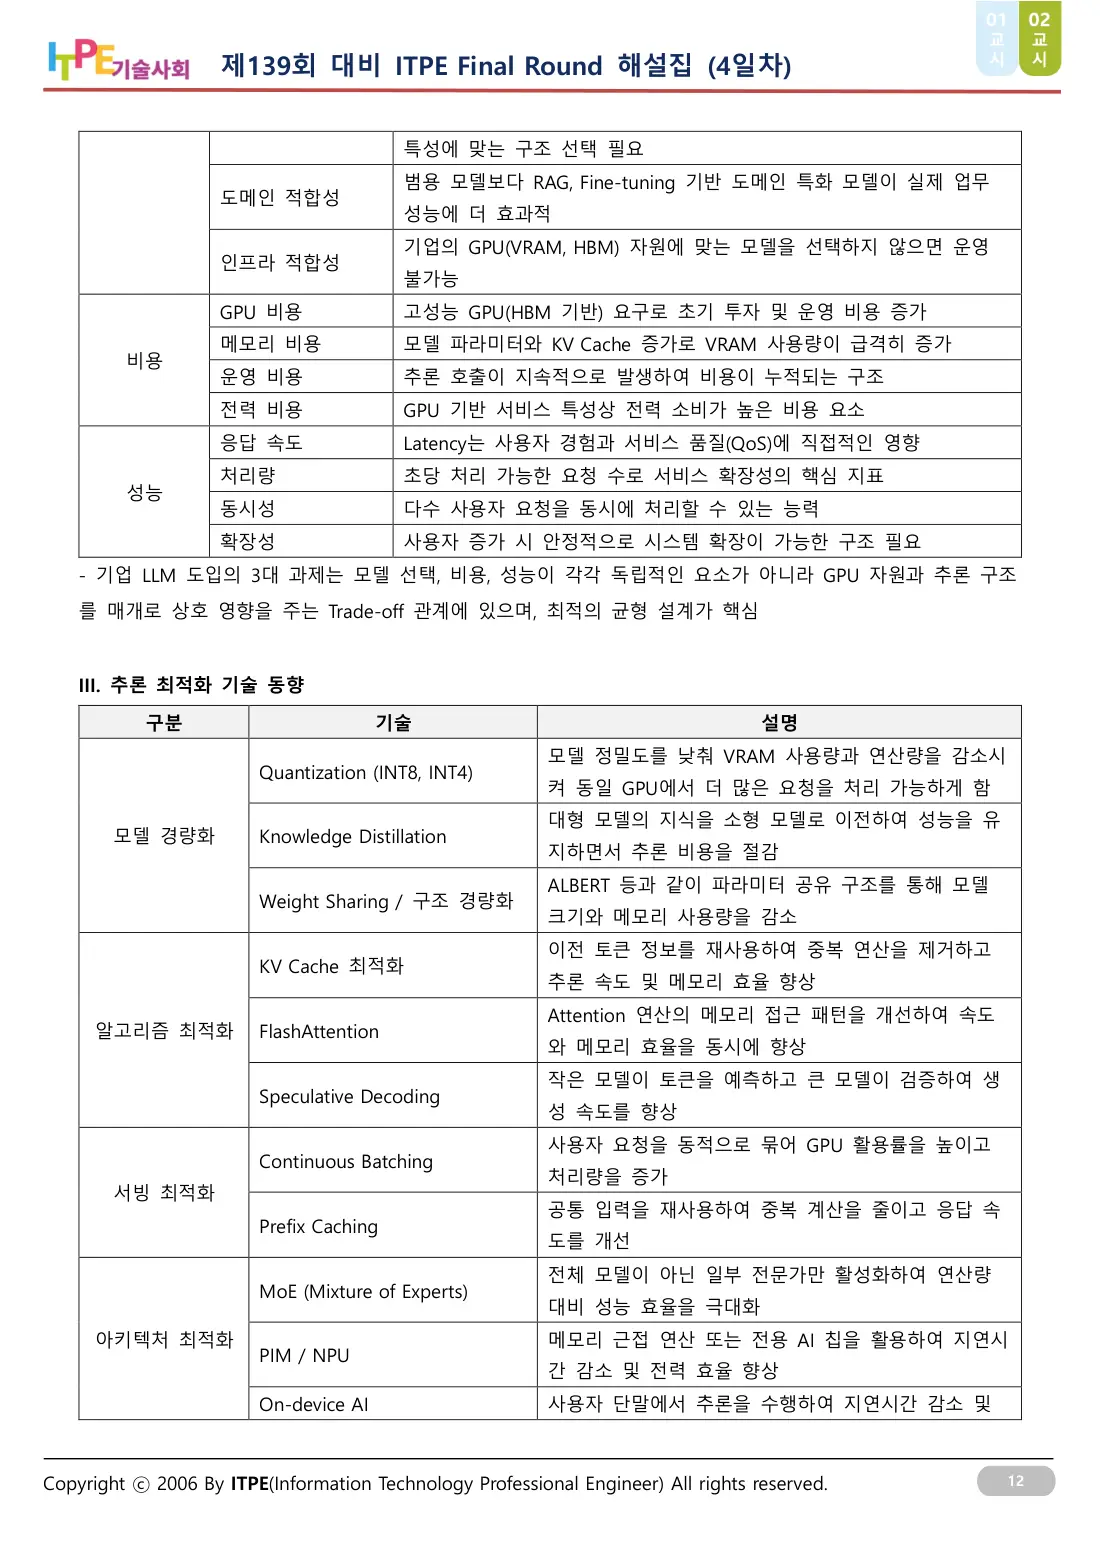 01
교
시
02
교
시
ITPE기술사회 제139회 대비 ITPE Final Round 해설집 (4일차)
특성에 맞는 구조 선택 필요
도메인 적합성
범용 모델보다 RAG, Fine-tuning 기반 도메인 특화 모델이 실제 업무
성능에 더 효과적
인프라 적합성
기업의 GPU(VRAM, HBM) 자원에 맞는 모델을 선택하지 않으면 운영
불가능
비용
GPU 비용
고성능 GPU(HBM 기반) 요구로 초기 투자 및 운영 비용 증가
메모리 비용
모델 파라미터와 KV Cache 증가로 VRAM 사용량이 급격히 증가
운영 비용
추론 호출이 지속적으로 발생하여 비용이 누적되는 구조
전력 비용
GPU 기반 서비스 특성상 전력 소비가 높은 비용 요소
성능
응답 속도
Latency는 사용자 경험과 서비스 품질(QoS)에 직접적인 영향
처리량
초당 처리 가능한 요청 수로 서비스 확장성의 핵심 지표
동시성
다수 사용자 요청을 동시에 처리할 수 있는 능력
확장성
사용자 증가 시 안정적으로 시스템 확장이 가능한 구조 필요
- 기업 LLM 도입의 3대 과제는 모델 선택, 비용, 성능이 각각 독립적인 요소가 아니라 GPU 자원과 추론 구조
를 매개로 상호 영향을 주는 Trade-off 관계에 있으며, 최적의 균형 설계가 핵심
III. 추론 최적화 기술 동향
구분
기술
설명
모델 경량화
Quantization (INT8, INT4)
모델 정밀도를 낮춰 VRAM 사용량과 연산량을 감소시
켜 동일 GPU에서 더 많은 요청을 처리 가능하게 함
Knowledge Distillation
대형 모델의 지식을 소형 모델로 이전하여 성능을 유
지하면서 추론 비용을 절감
Weight Sharing / 구조 경량화
ALBERT 등과 같이 파라미터 공유 구조를 통해 모델
크기와 메모리 사용량을 감소
알고리즘 최적화
KV Cache 최적화
이전 토큰 정보를 재사용하여 중복 연산을 제거하고
추론 속도 및 메모리 효율 향상
FlashAttention
Attention 연산의 메모리 접근 패턴을 개선하여 속도
와 메모리 효율을 동시에 향상
Speculative Decoding
작은 모델이 토큰을 예측하고 큰 모델이 검증하여 생
성 속도를 향상
서빙 최적화
Continuous Batching
사용자 요청을 동적으로 묶어 GPU 활용률을 높이고
처리량을 증가
Prefix Caching
공통 입력을 재사용하여 중복 계산을 줄이고 응답 속
도를 개선
아키텍처 최적화
MoE (Mixture of Experts)
전체 모델이 아닌 일부 전문가만 활성화하여 연산량
대비 성능 효율을 극대화
PIM / NPU
메모리 근접 연산 또는 전용 AI 칩을 활용하여 지연시
간 감소 및 전력 효율 향상
On-device AI
사용자 단말에서 추론을 수행하여 지연시간 감소 및
Copyright ⓒ 2006 By ITPE(Information Technology Professional Engineer) All rights reserved.
12